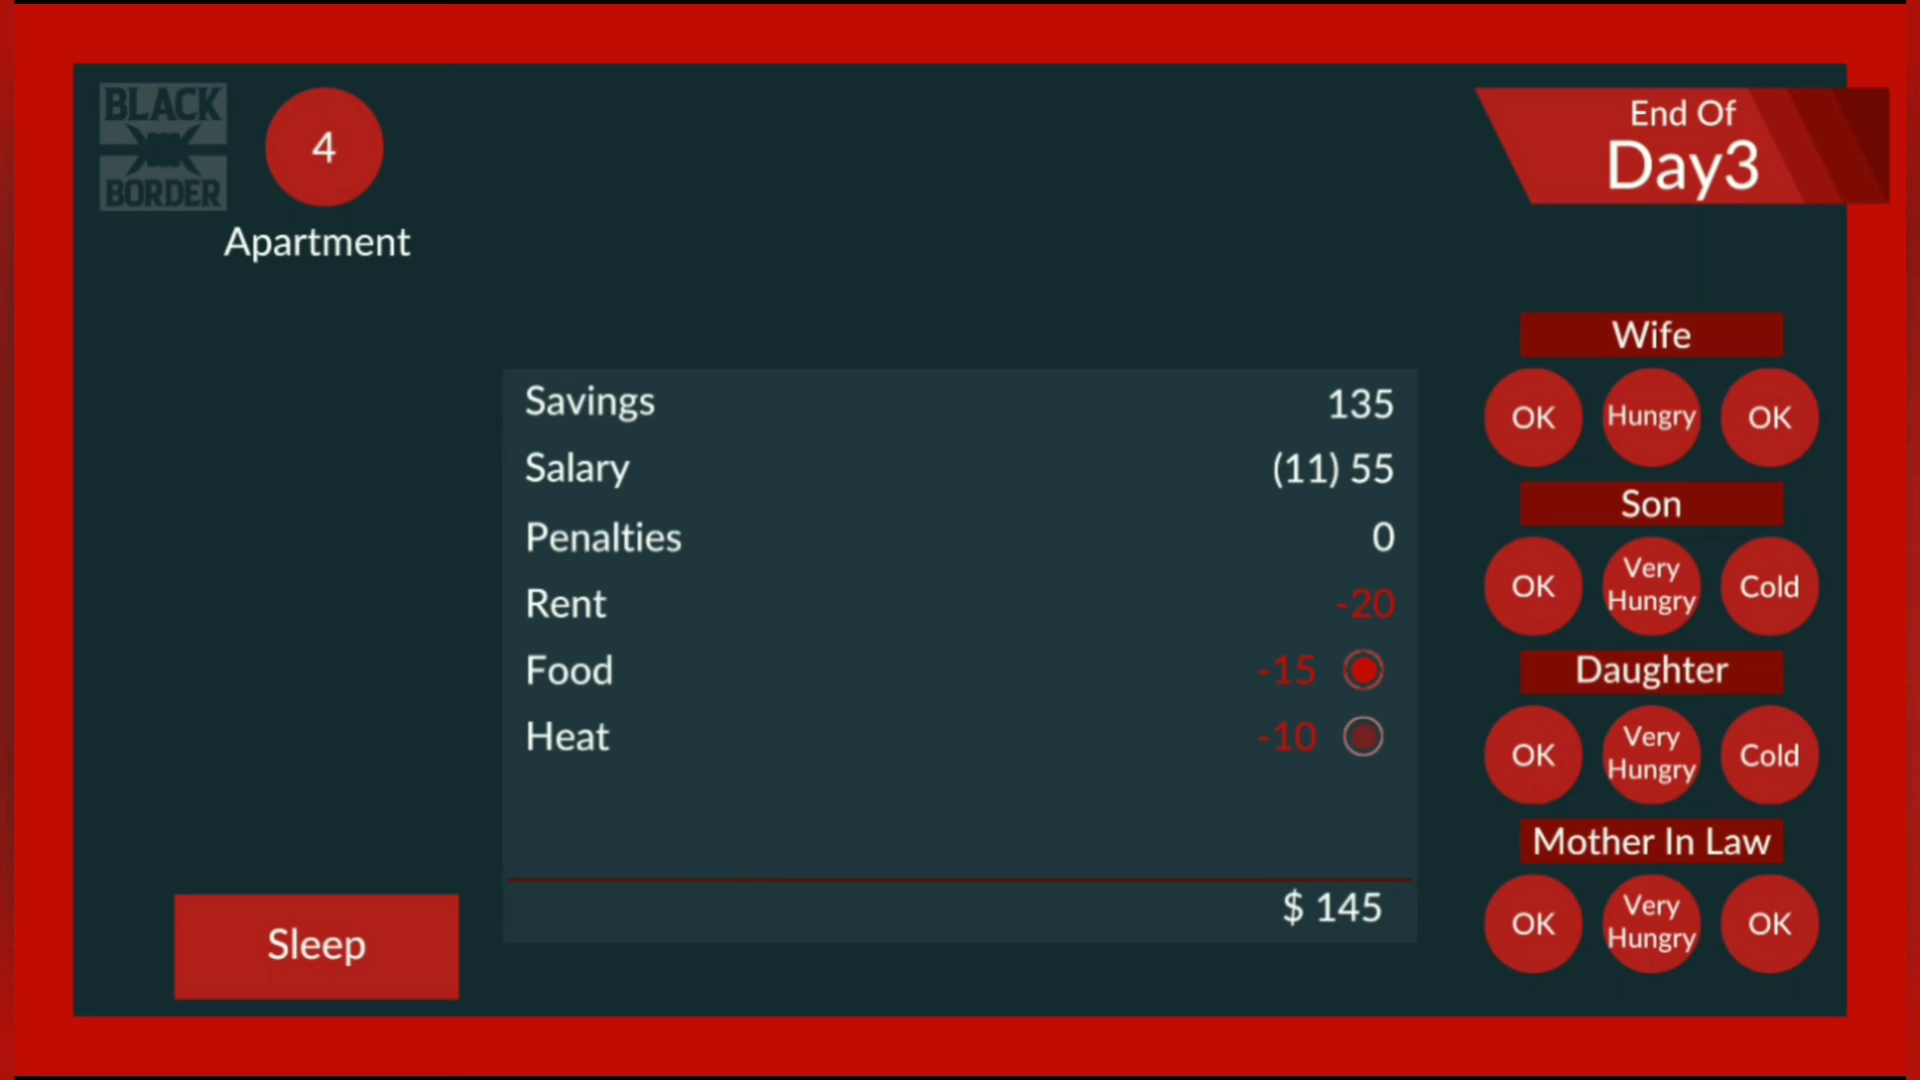 BLACK
BORDER
4
Apartment
End Of
Day3
Savings 135
Salary (11) 55
Penalties 0
Rent -20
Food -15
Heat -10
$ 145
Sleep
Wife
OK Hungry OK
Son
OK Very Hungry Cold
Daughter
OK Very Hungry Cold
Mother In Law
OK Very Hungry OK